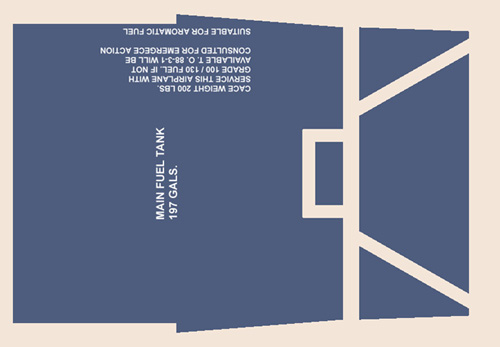 CACE WEIGHT 200 LBS.
SERVICE THIS AIRPLANE WITH
GRADE 100 / 130 FUEL. IF NOT
AVAILABLE T. O. 88-3-1 WILL BE
CONSULTED FOR EMERGECE ACTION
SUITABLE FOR AROMATIC FUEL
MAIN FUEL TANK
197 GALS.